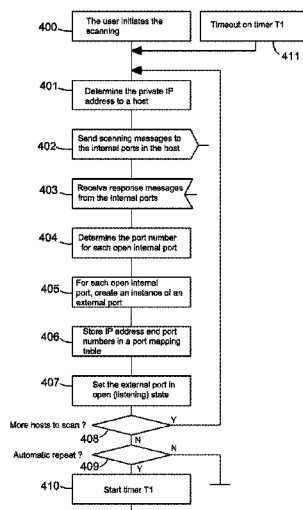 400
The user initiates the
scanning
Timeout on timer T1
411
401
Determine the private IP
address to a host
402
Send scanning messages to
the internal ports in the host
403
Receive response messages
from the internal ports
404
Determine the port number
for each open internal port
405
For each open internal
port, create an instance of an
external port
406
Store IP address and port
numbers in a port mapping
table
407
Set the external port in
open (listening) state
More hosts to scan ?
Y
408
N
Automatic repeat ?
N
409
Y
410
Start timer T1